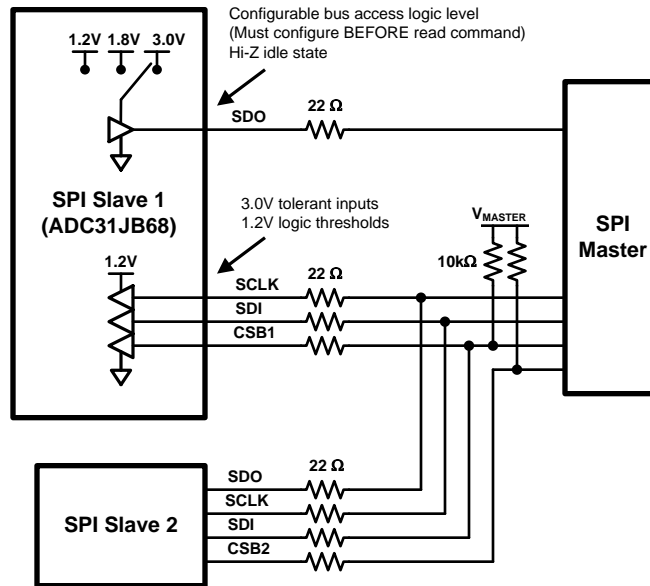 Configurable bus access logic level
(Must configure BEFORE read command)
Hi-Z idle state
1.2V 1.8V 3.0V
SDO
22 Ω
SPI Slave 1
(ADC31JB68)
3.0V tolerant inputs
1.2V logic thresholds
VMASTER
SPI
Master
10kΩ
1.2V
SCLK
22 Ω
SDI
CSB1
SPI Slave 2
SDO
22 Ω
SCLK
SDI
CSB2